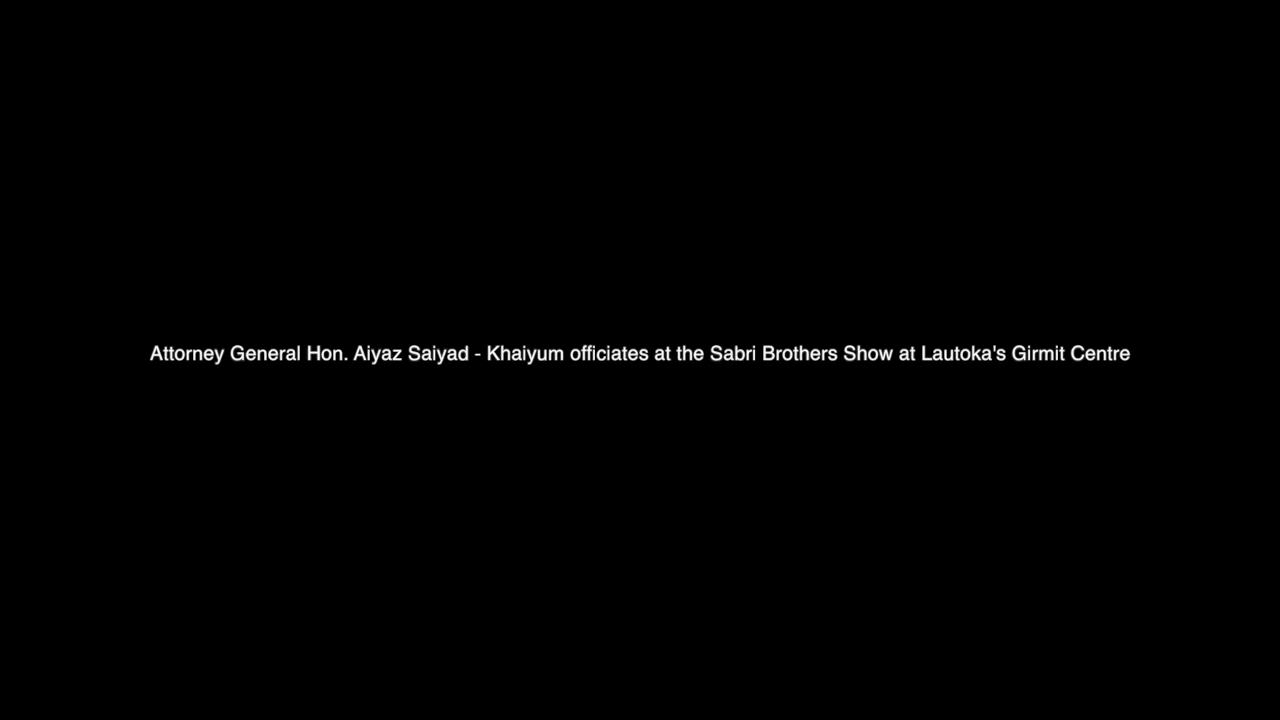 Attorney General Hon. Aiyaz Saiyad - Khaiyum officiates at the Sabri Brothers Show at Lautoka's Girmit Centre